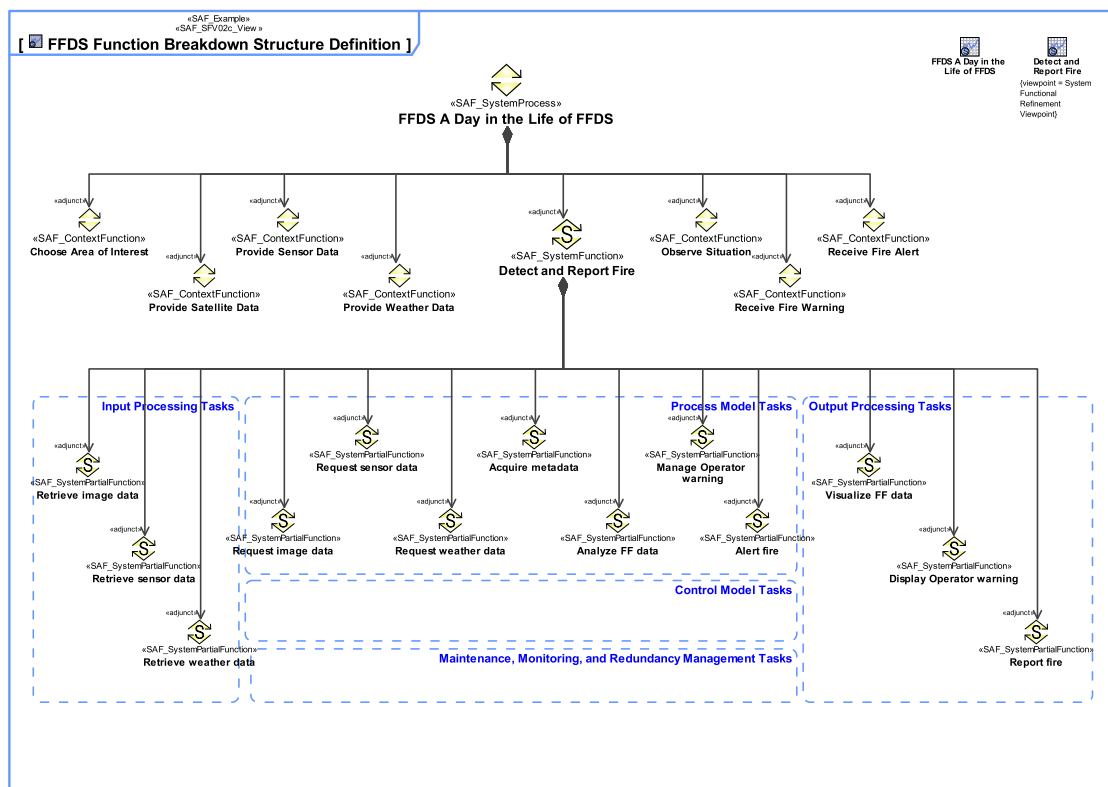 «SAF_Example»
«SAF_SFV02c_View »
[ FFDS Function Breakdown Structure Definition ]
FFDS A Day in the
Life of FFDS
Detect and
Report Fire
{viewpoint = System
Functional
Refinement
Viewpoint}
«SAF_SystemProcess»
FFDS A Day in the Life of FFDS
«adjunct»
«SAF_ContextFunction»
Choose Area of Interest
«adjunct»
«SAF_ContextFunction»
Provide Satellite Data
«adjunct»
«SAF_ContextFunction»
Provide Sensor Data
«adjunct»
«SAF_ContextFunction»
Provide Weather Data
«adjunct»
S
«SAF_SystemFunction»
Detect and Report Fire
«adjunct»
«SAF_ContextFunction»
Observe Situation
«adjunct»
«SAF_ContextFunction»
Receive Fire Warning
«adjunct»
«SAF_ContextFunction»
Receive Fire Alert
Input Processing Tasks
«adjunct»
S
«SAF_SystemPartialFunction»
Retrieve image data
«adjunct»
S
«SAF_SystemPartialFunction»
Retrieve sensor data
«adjunct»
S
«SAF_SystemPartialFunction»
Retrieve weather data
Process Model Tasks
«adjunct»
S
«SAF_SystemPartialFunction»
Request image data
«adjunct»
S
«SAF_SystemPartialFunction»
Request sensor data
«adjunct»
S
«SAF_SystemPartialFunction»
Request weather data
«adjunct»
S
«SAF_SystemPartialFunction»
Acquire metadata
«adjunct»
S
«SAF_SystemPartialFunction»
Analyze FF data
«adjunct»
S
«SAF_SystemPartialFunction»
Manage Operator
warning
«adjunct»
S
«SAF_SystemPartialFunction»
Alert fire
Control Model Tasks
Maintenance, Monitoring, and Redundancy Management Tasks
Output Processing Tasks
«adjunct»
S
«SAF_SystemPartialFunction»
Visualize FF data
«adjunct»
S
«SAF_SystemPartialFunction»
Display Operator warning
«adjunct»
S
«SAF_SystemPartialFunction»
Report fire